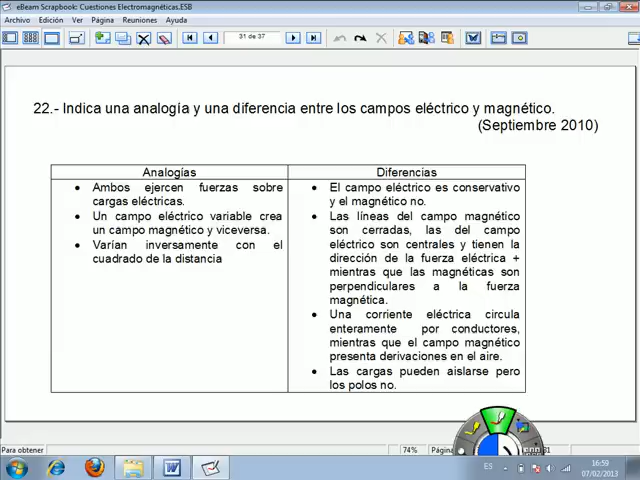 eBeam Scrapbook: Cuestiones Electromagnéticas.ESB
Archivo Edición Ver Página Reuniones Ayuda
31 de 37
22.- Indica una analogía y una diferencia entre los campos eléctrico y magnético.
(Septiembre 2010)
Analogías
• Ambos ejercen fuerzas sobre
cargas eléctricas.
• Un campo eléctrico variable crea
un campo magnético y viceversa.
• Varían inversamente con el
cuadrado de la distancia
Diferencias
• El campo eléctrico es conservativo
y el magnético no.
• Las líneas del campo magnético
son cerradas, las del campo
eléctrico son centrales y tienen la
dirección de la fuerza eléctrica +
mientras que las magnéticas son
perpendiculares a la fuerza
magnética.
• Una corriente eléctrica circula
enteramente por conductores,
mientras que el campo magnético
presenta derivaciones en el aire.
• Las cargas pueden aislarse pero
los polos no.
Para obtener 74% Página 31
ES 16:59
07/02/2013